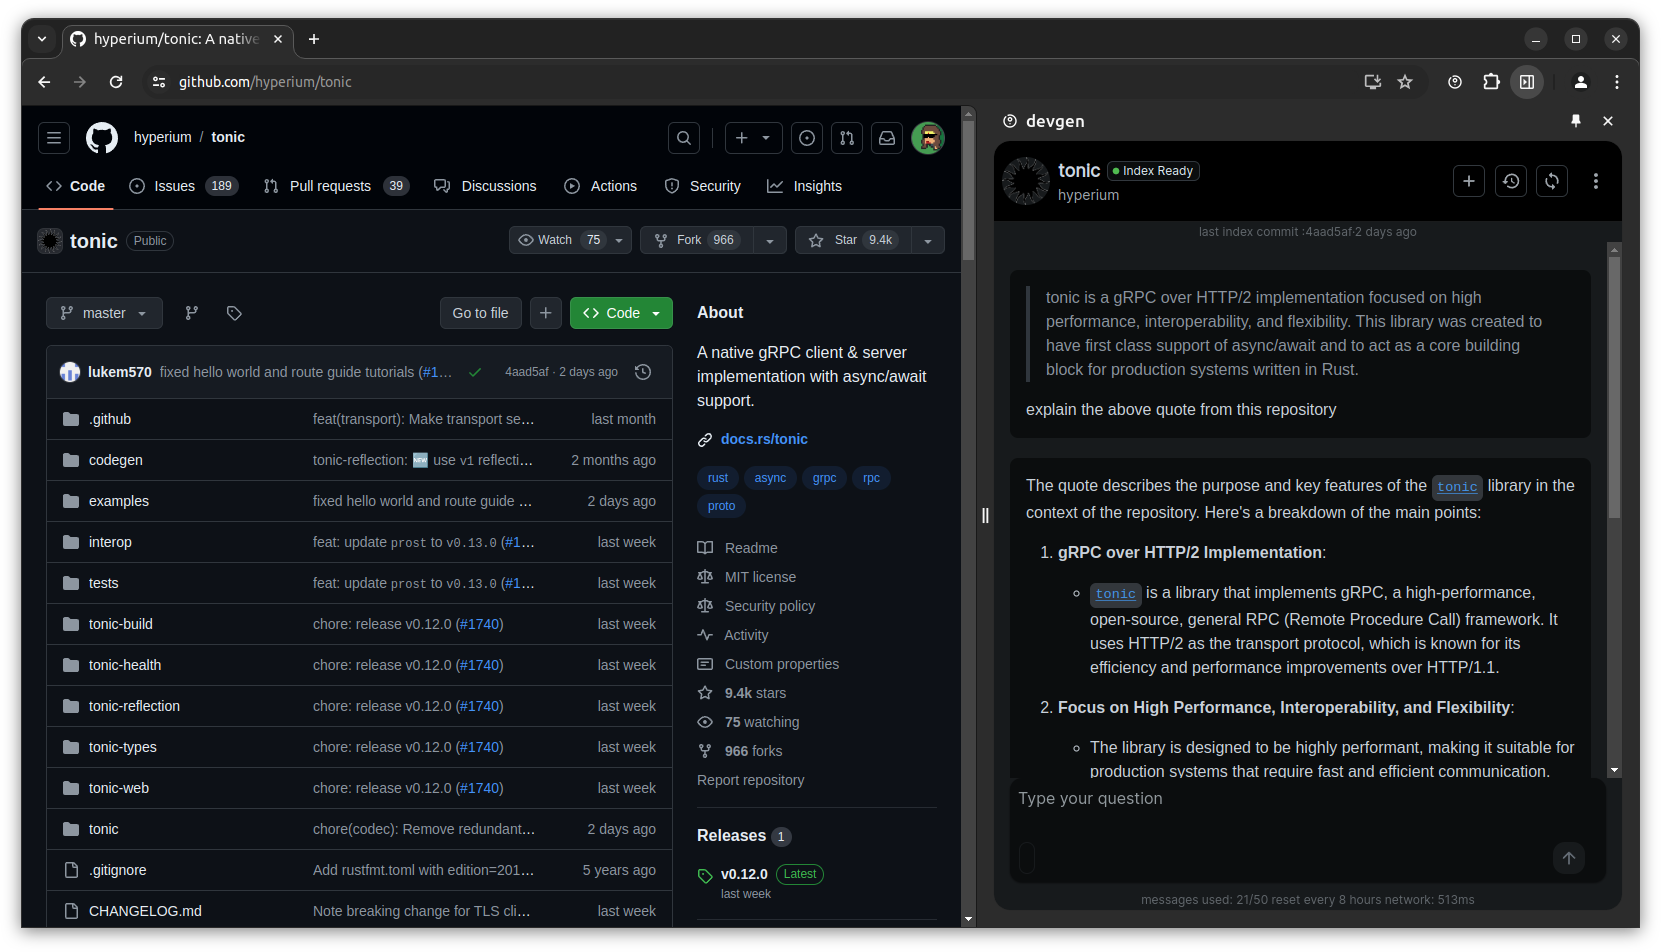 hyperium/tonic: A native
github.com/hyperium/tonic
hyperium / tonic
Code
Issues 189
Pull requests 39
Discussions
Actions
Security
Insights
tonic Public
Watch 75
Fork 966
Star 9.4k
master
Go to file
Code
lukem570 fixed hello world and route guide tutorials (#1… 4aad5af · 2 days ago
.github feat(transport): Make transport se… last month
codegen tonic-reflection: 🆕 use v1 reflecti… 2 months ago
examples fixed hello world and route guide … 2 days ago
interop feat: update prost to v0.13.0 (#1… last week
tests feat: update prost to v0.13.0 (#1… last week
tonic-build chore: release v0.12.0 (#1740) last week
tonic-health chore: release v0.12.0 (#1740) last week
tonic-reflection chore: release v0.12.0 (#1740) last week
tonic-types chore: release v0.12.0 (#1740) last week
tonic-web chore: release v0.12.0 (#1740) last week
tonic chore(codec): Remove redundant… 2 days ago
.gitignore Add rustfmt.toml with edition=201… 5 years ago
CHANGELOG.md Note breaking change for TLS cli… last week
About
A native gRPC client & server
implementation with async/await
support.
docs.rs/tonic
rust async grpc rpc
proto
Readme
MIT license
Security policy
Activity
Custom properties
9.4k stars
75 watching
966 forks
Report repository
Releases 1
v0.12.0 Latest
last week
devgen
tonic Index Ready
hyperium
last index commit :4aad5af·2 days ago
tonic is a gRPC over HTTP/2 implementation focused on high
performance, interoperability, and flexibility. This library was created to
have first class support of async/await and to act as a core building
block for production systems written in Rust.
explain the above quote from this repository
The quote describes the purpose and key features of the tonic library in the
context of the repository. Here's a breakdown of the main points:
1. gRPC over HTTP/2 Implementation:
tonic is a library that implements gRPC, a high-performance,
open-source, general RPC (Remote Procedure Call) framework. It
uses HTTP/2 as the transport protocol, which is known for its
efficiency and performance improvements over HTTP/1.1.
2. Focus on High Performance, Interoperability, and Flexibility:
The library is designed to be highly performant, making it suitable for
production systems that require fast and efficient communication.
Type your question
messages used: 21/50 reset every 8 hours network: 513ms